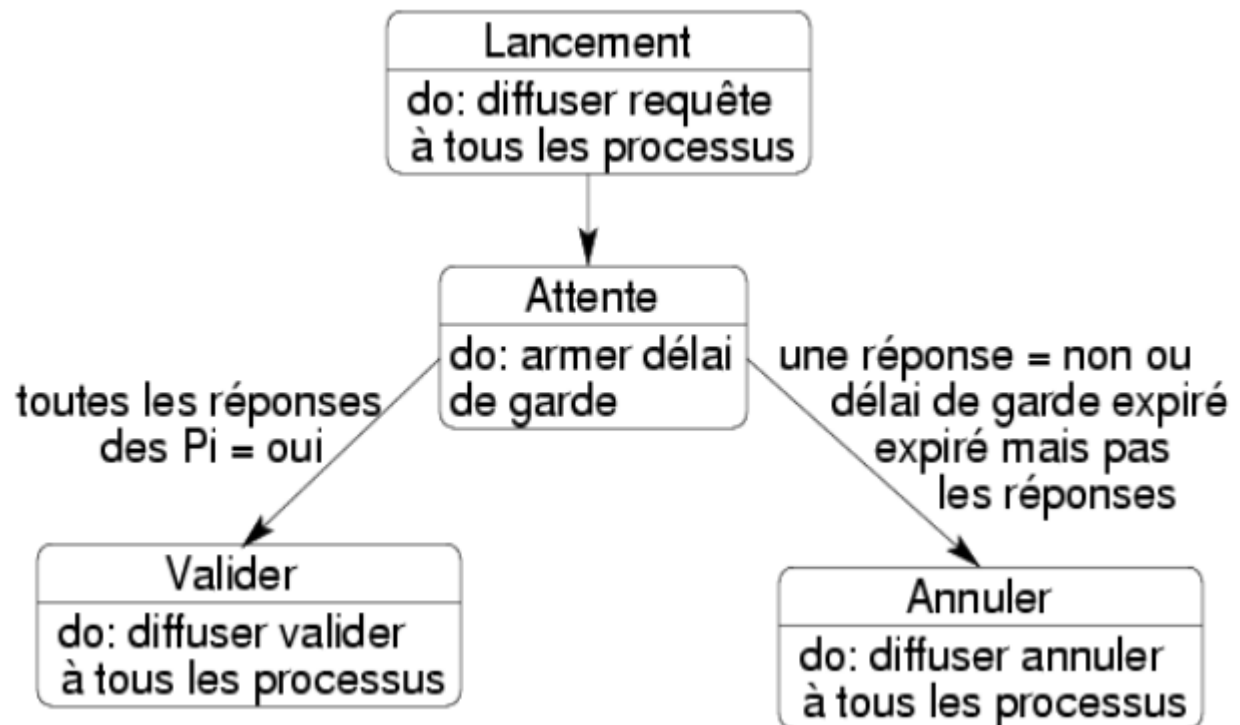 Lancement
do: diffuser requête
à tous les processus
Attente
do: armer délai
de garde
toutes les réponses
des Pi = oui
une réponse = non ou
délai de garde expiré
expiré mais pas
les réponses
Valider
do: diffuser valider
à tous les processus
Annuler
do: diffuser annuler
à tous les processus